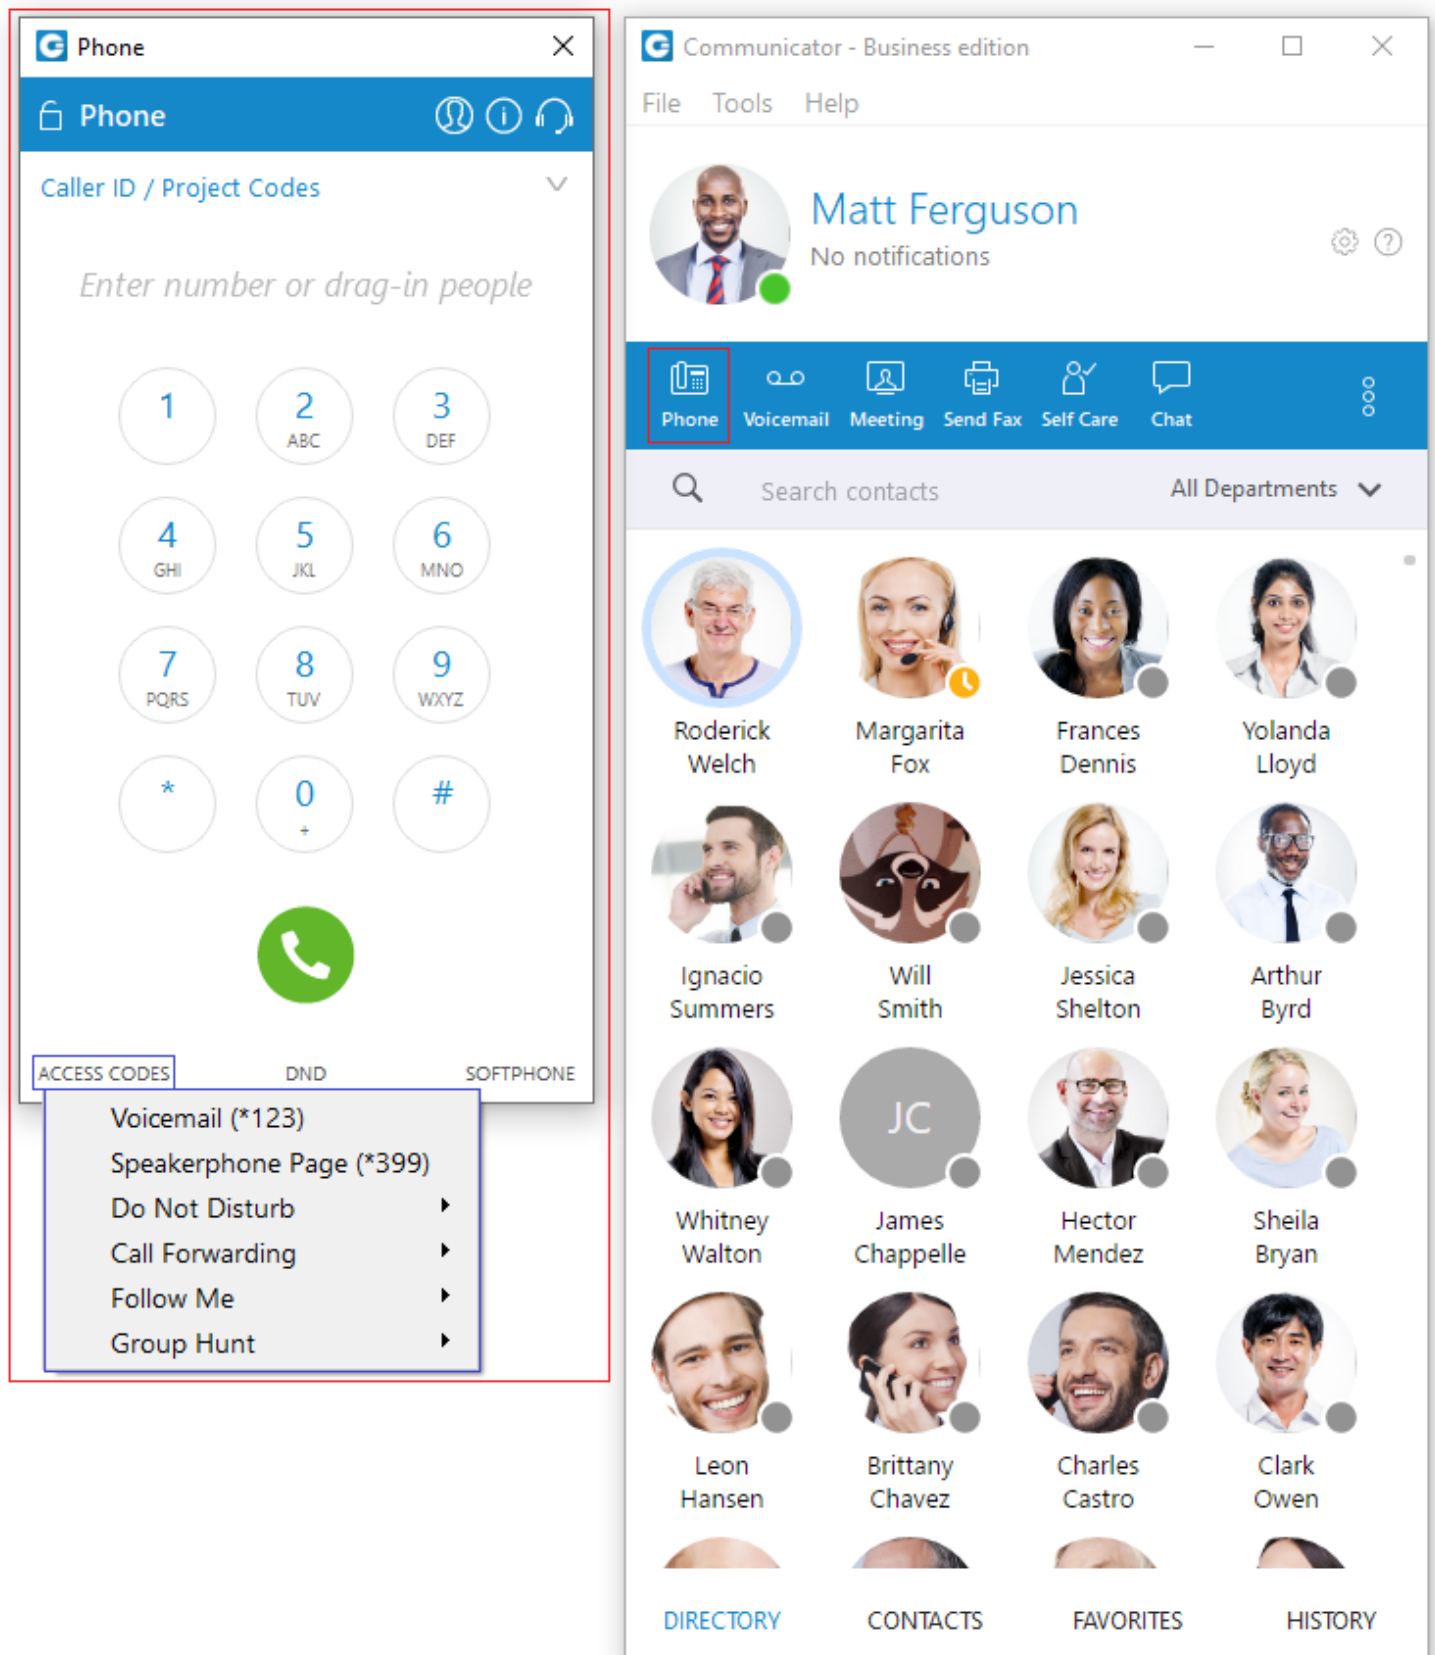 Phone
Phone
Caller ID / Project Codes
Enter number or drag-in people
1
2
ABC
3
DEF
4
GHI
5
JKL
6
MNO
7
PQRS
8
TUV
9
WXYZ
*
0
+
#
ACCESS CODES
DND
SOFTPHONE
Voicemail (*123)
Speakerphone Page (*399)
Do Not Disturb
Call Forwarding
Follow Me
Group Hunt
Communicator - Business edition
File Tools Help
Matt Ferguson
No notifications
Phone Voicemail Meeting Send Fax Self Care Chat
Search contacts
All Departments
Roderick
Welch
Margarita
Fox
Frances
Dennis
Yolanda
Lloyd
Ignacio
Summers
Will
Smith
Jessica
Shelton
Arthur
Byrd
Whitney
Walton
JC
James
Chappelle
Hector
Mendez
Sheila
Bryan
Leon
Hansen
Brittany
Chavez
Charles
Castro
Clark
Owen
DIRECTORY CONTACTS FAVORITES HISTORY